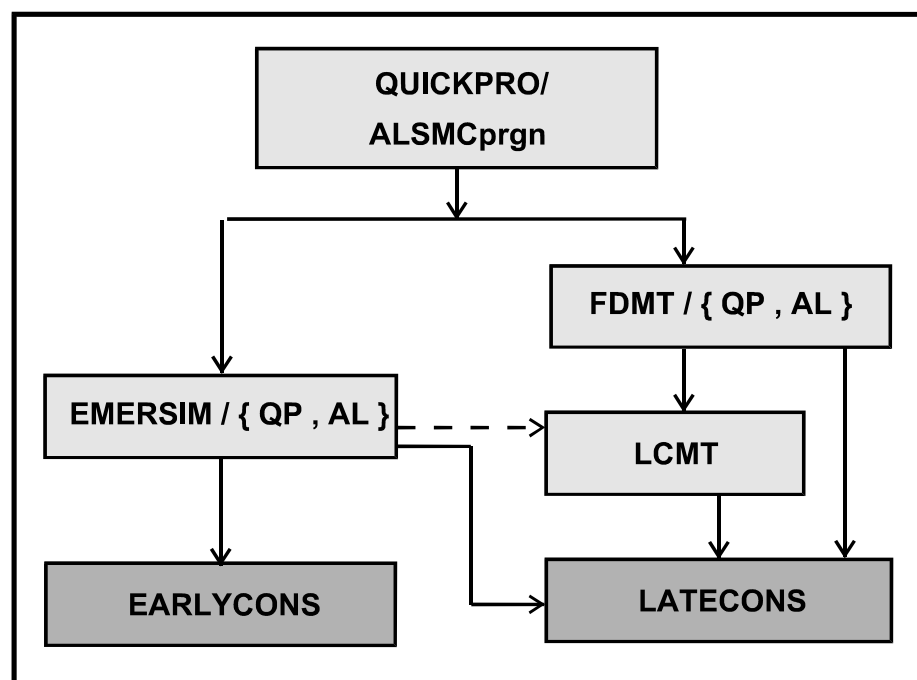 QUICKPRO/
ALSMCprgn
FDMT / { QP , AL }
EMERSIM / { QP , AL }
LCMT
EARLYCONS
LATECONS